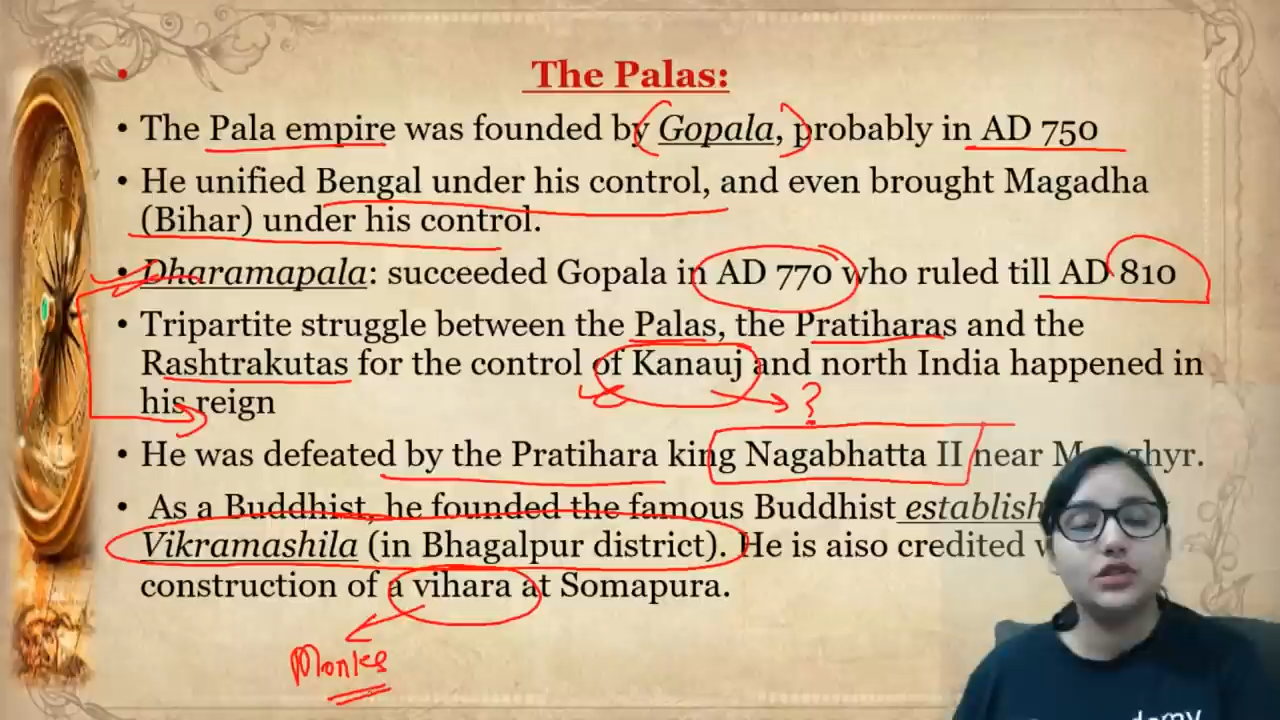 The Palas:
• The Pala empire was founded by Gopala, probably in AD 750
• He unified Bengal under his control, and even brought Magadha
(Bihar) under his control.
• Dharamapala: succeeded Gopala in AD 770 who ruled till AD 810
• Tripartite struggle between the Palas, the Pratiharas and the
Rashtrakutas for the control of Kanauj and north India happened in
his reign
?
• He was defeated by the Pratihara king Nagabhatta II near
• As a Buddhist, he founded the famous Buddhist
Vikramashila (in Bhagalpur district). He is aiso credited
construction of a vihara at Somapura.
Monks